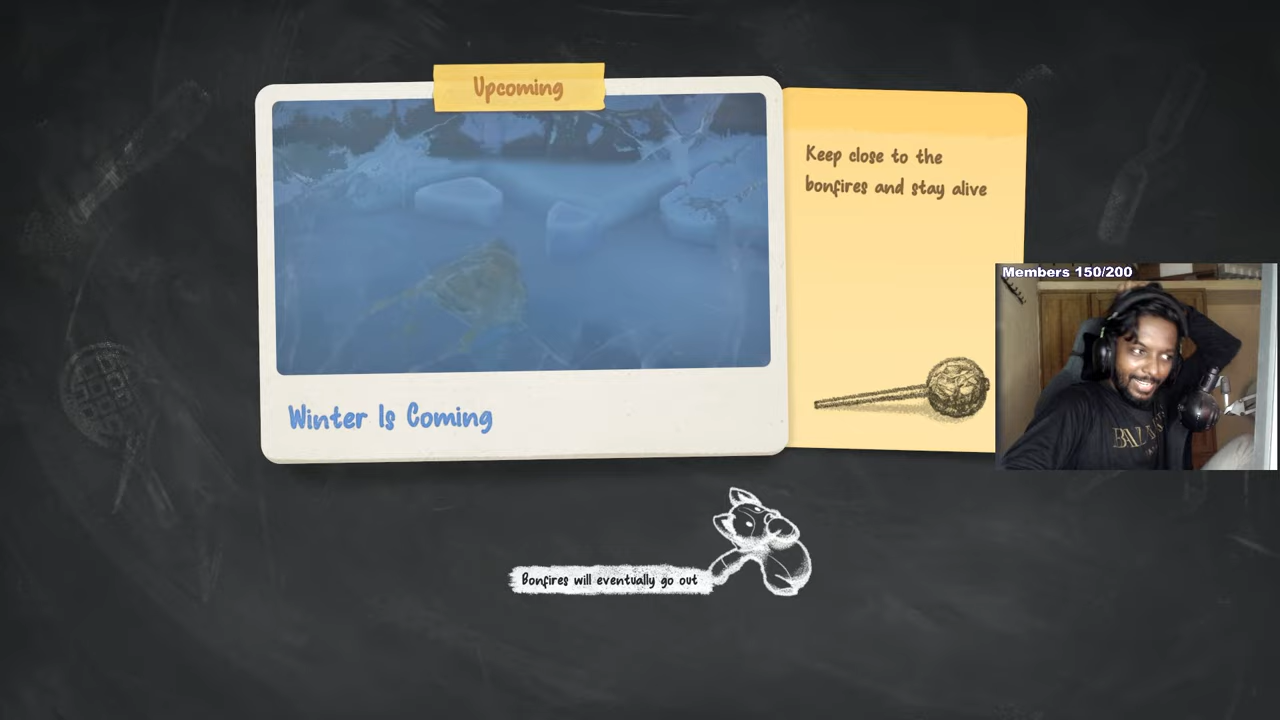 Upcoming
Keep close to the
bonfires and stay alive
Members 150/200
Winter Is Coming
Bonfires will eventually go out